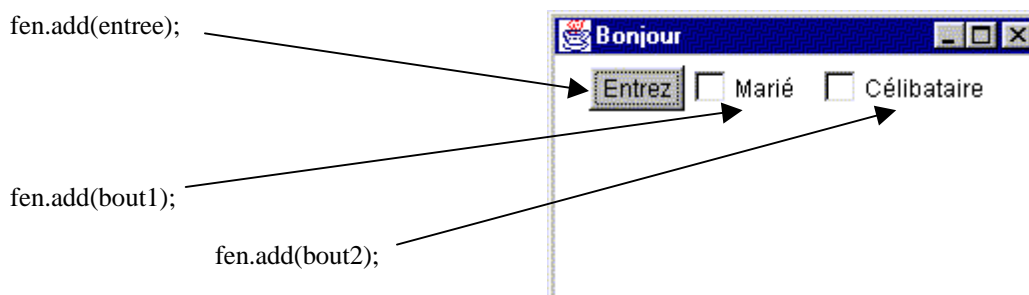 fen.add(entree);
Bonjour
Entrez Marié Célibataire
fen.add(bout1);
fen.add(bout2);